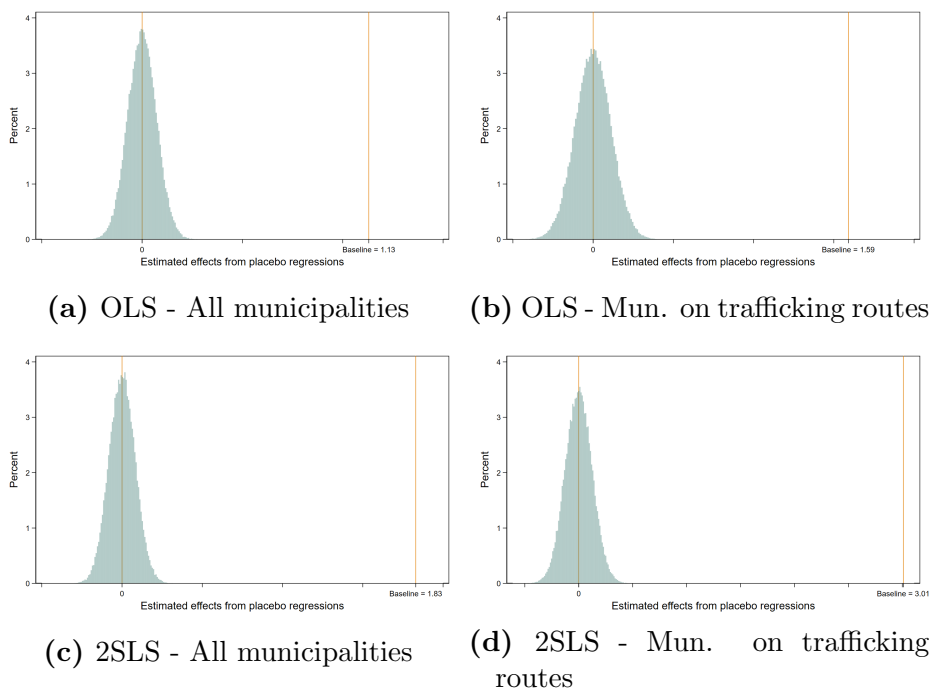 4
3
2
1
0
Percent
0
Baseline = 1.13
Estimated effects from placebo regressions
(a) OLS - All municipalities
4
3
2
1
0
Percent
0
Baseline = 1.59
Estimated effects from placebo regressions
(b) OLS - Mun. on trafficking routes
4
3
2
1
0
Percent
0
Baseline = 1.83
Estimated effects from placebo regressions
(c) 2SLS - All municipalities
4
3
2
1
0
Percent
0
Baseline = 3.01
Estimated effects from placebo regressions
(d) 2SLS - Mun. on trafficking
routes